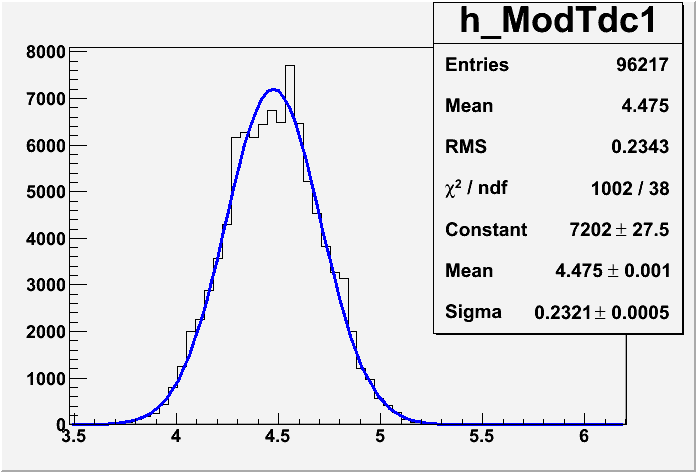 h_ModTdc1
Entries 96217
Mean 4.475
RMS 0.2343
χ² / ndf 1002 / 38
Constant 7202 ± 27.5
Mean 4.475 ± 0.001
Sigma 0.2321 ± 0.0005
8000
7000
6000
5000
4000
3000
2000
1000
0
3.5 4 4.5 5 5.5 6